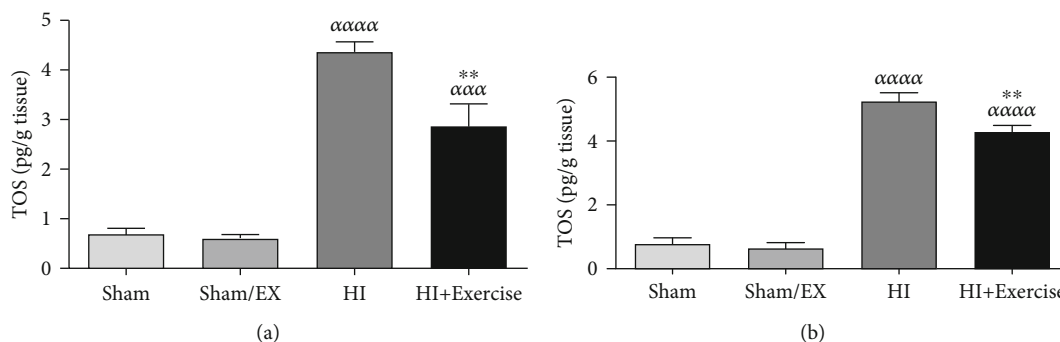 TOS (pg/g tissue)
5
4
3
2
1
0
αααα
**
ααα
Sham
Sham/EX
HI
HI+Exercise
(a)
TOS (pg/g tissue)
6
4
2
0
αααα
**
αααα
Sham
Sham/EX
HI
HI+Exercise
(b)